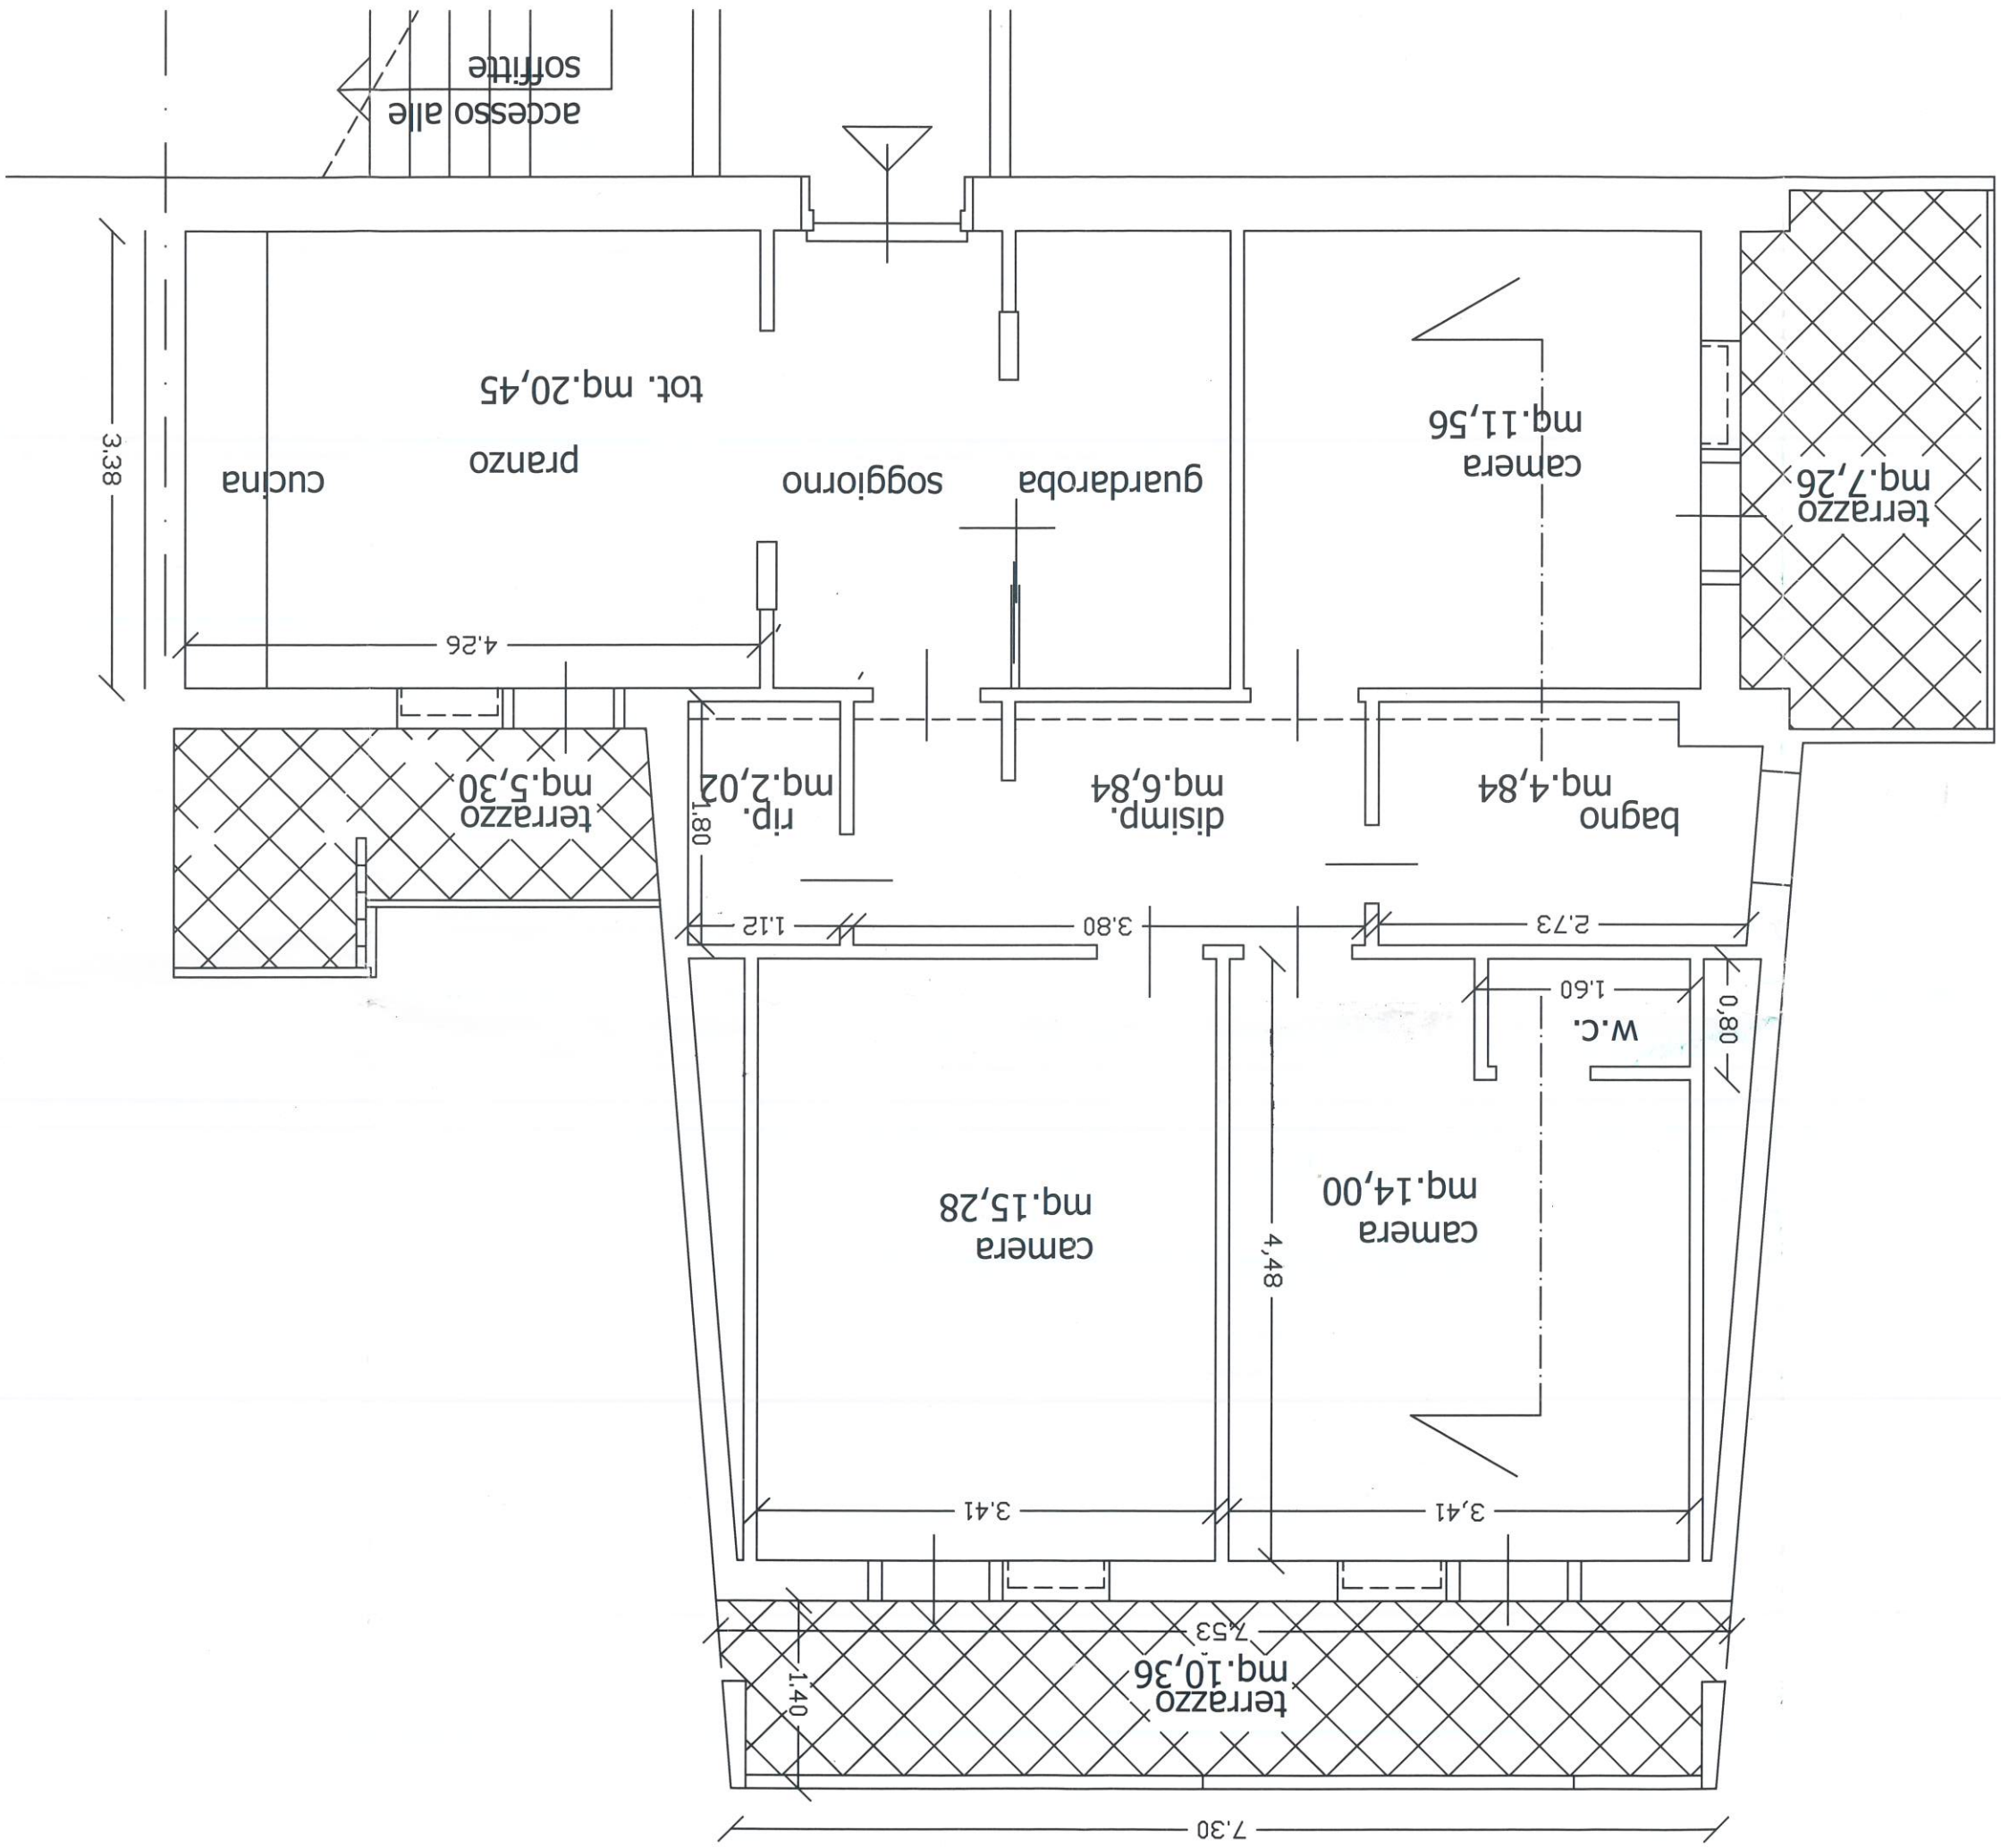 7.30
terrazzo
mq.10,36
1.40
7.53
3,41
3.41
4,48
camera
mq.14,00
camera
mq.15,28
w.c.
0,80
1.60
2.73
3.80
1.12
bagno
mq.4,84
disimp.
mq.6,84
rip.
mq.2,02
1.80
terrazzo
mq.5,30
4.26
terrazzo
mq.7,26
camera
mq.11,56
guardaroba
soggiorno
pranzo
tot. mq.20,45
cucina
3,38
accesso alle
soffitte